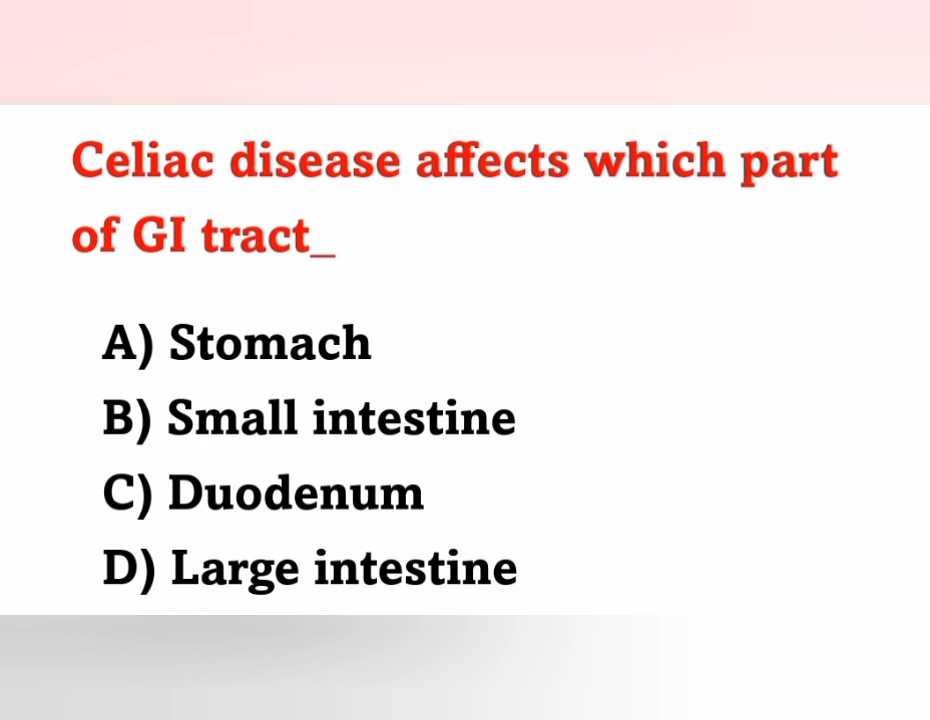 Celiac disease affects which part
of GI tract_
A) Stomach
B) Small intestine
C) Duodenum
D) Large intestine